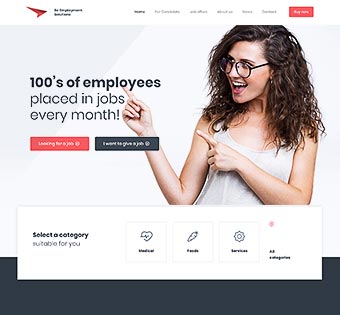 Be Employment
Solutions
Home
For Candidates
Job offers
About us
News
Contact
Buy now
100's of employees
placed in jobs
every month!
Looking for a job
I want to give a job
Select a category
suitable for you
Medical
Foods
Services
All
categories